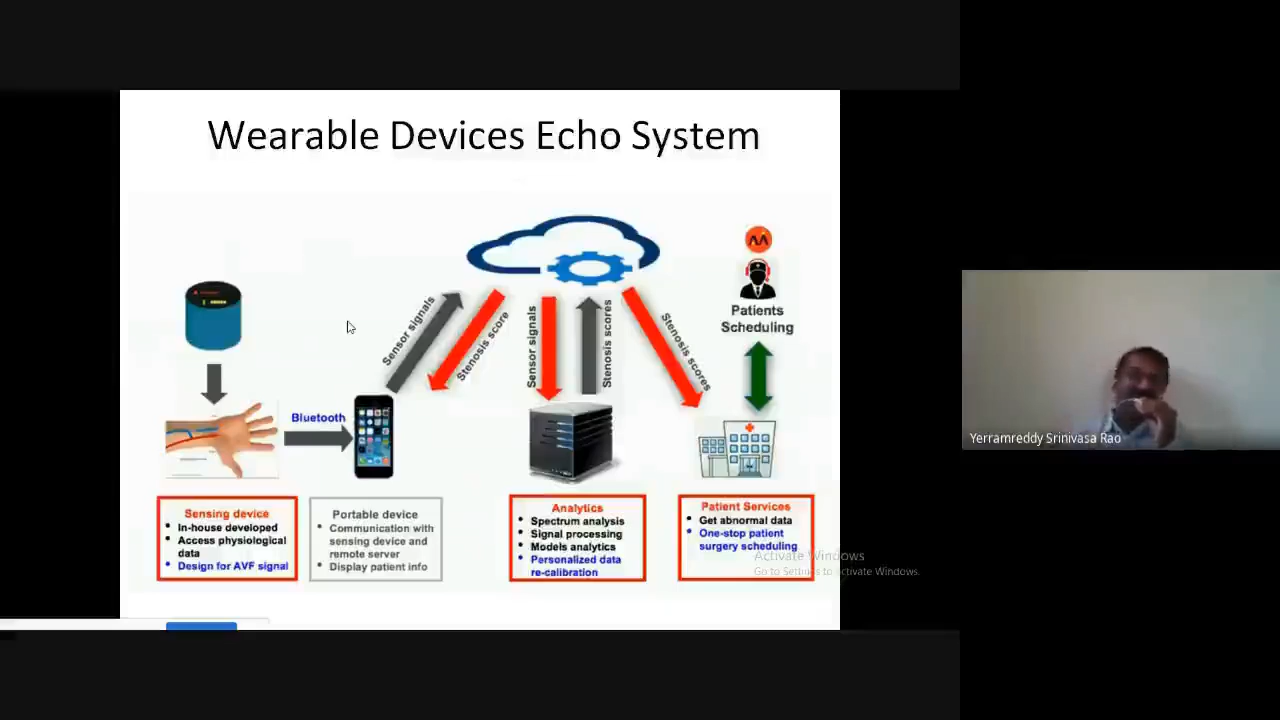 Wearable Devices Echo System
Patients
Scheduling
Sensor signals
Stenosis score
Sensor signals
Stenosis scores
Stenosis scores
Bluetooth
Yerramreddy Srinivasa Rao
Sensing device
• In-house developed
• Access physiological
data
• Design for AVF signal
Portable device
• Communication with
sensing device and
remote server
• Display patient info
Analytics
• Spectrum analysis
• Signal processing
• Models analytics
• Personalized data
re-calibration
Patient Services
• Get abnormal data
• One-stop patient
surgery scheduling
Activate Windows
Go to Settings to activate Windows.